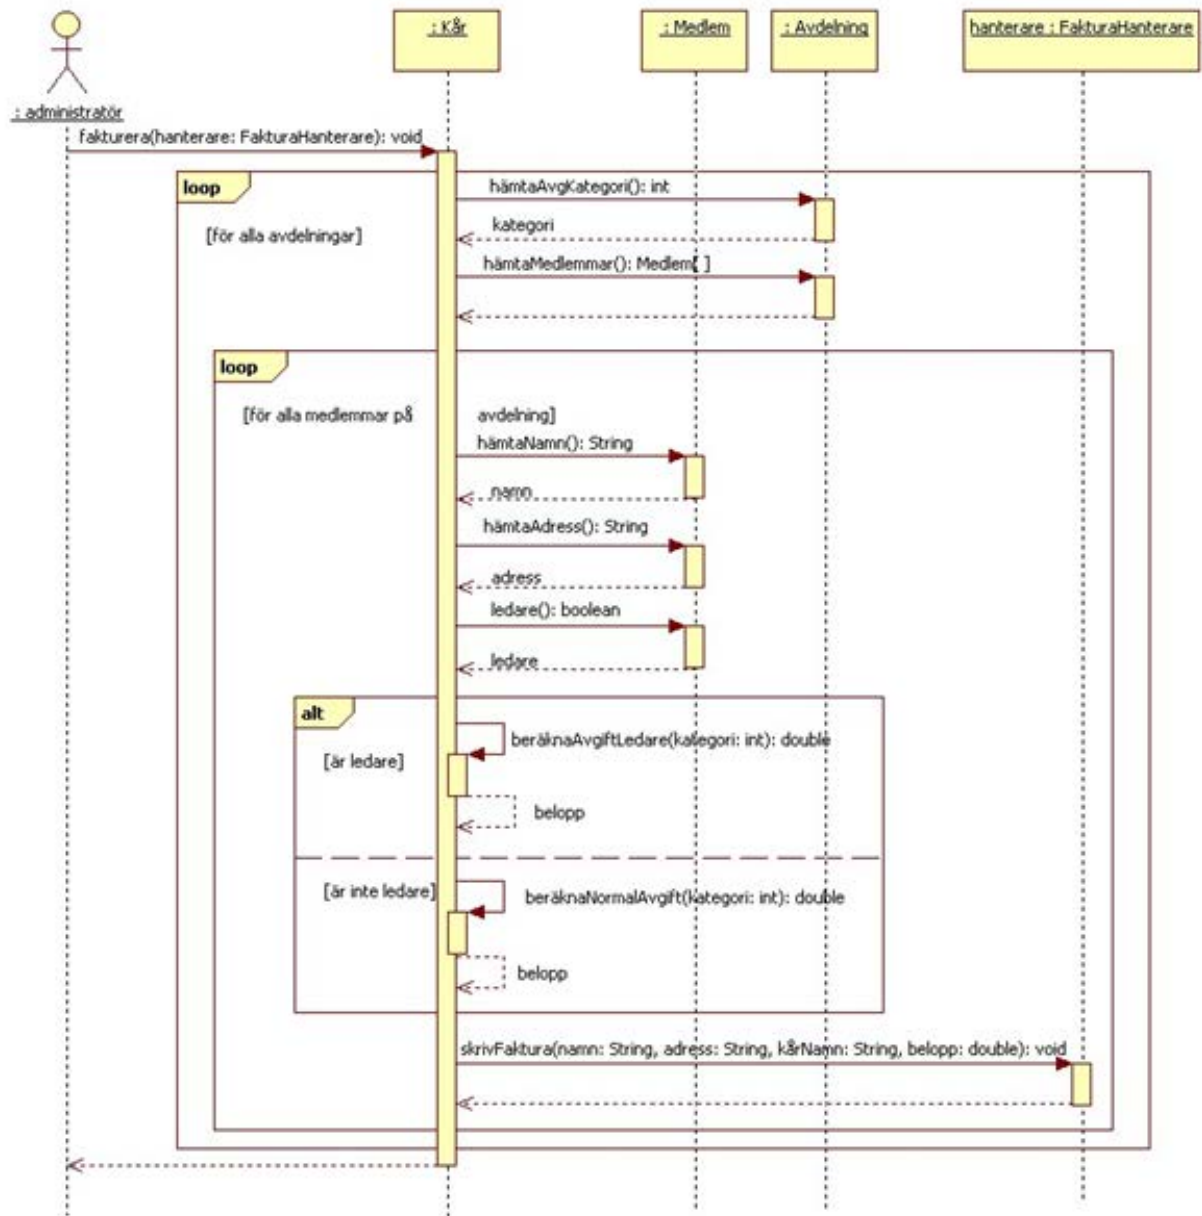 : Kår
: Medlem
: Avdelning
hanterare : FakturaHanterare
: administratör
fakturera(hanterare: FakturaHanterare): void
loop
hämtaAvgKategori(): int
[för alla avdelningar]
kategori
hämtaMedlemmar(): Medlem[ ]
loop
[för alla medlemmar på avdelning]
hämtaNamn(): String
namn
hämtaAdress(): String
adress
ledare(): boolean
ledare
alt
beräknaAvgiftLedare(kategori: int): double
[är ledare]
belopp
[är inte ledare]
beräknaNormalAvgift(kategori: int): double
belopp
skrivFaktura(namn: String, adress: String, kårNamn: String, belopp: double): void